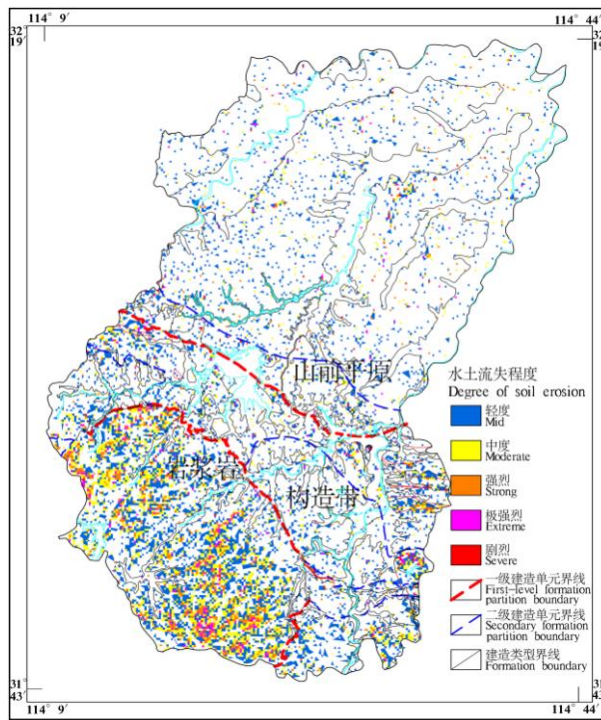 114° 9′
114° 44′
32
19′
32
19′
山前平原
岩浆岩
构造带
水土流失程度
Degree of soil erosion
轻度
Mid
中度
Moderate
强烈
Strong
极强烈
Extreme
剧烈
Severe
一级建造单元界线
First-level formation
partition boundary
二级建造单元界线
Secondary formation
partition boundary
建造类型界线
Formation boundary
31
43′
31
43′
114° 9′
114° 44′